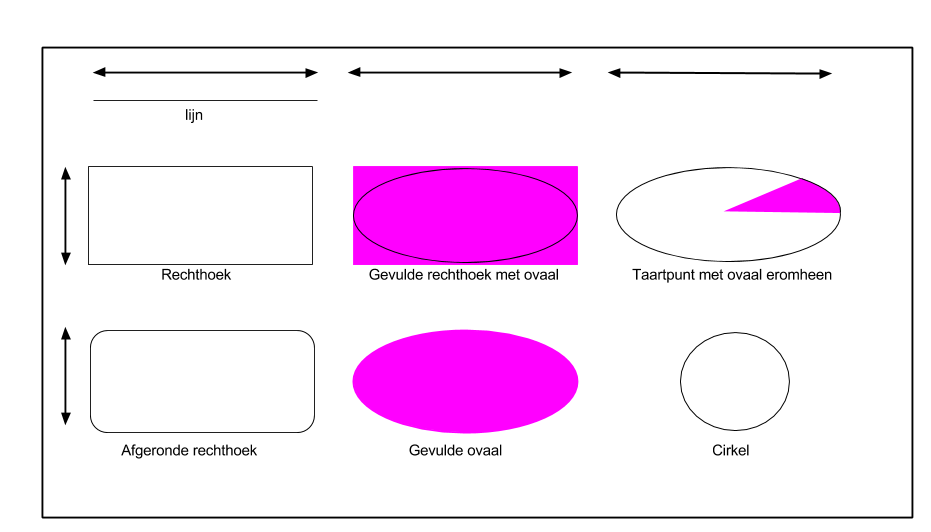 lijn
Rechthoek
Gevulde rechthoek met ovaal
Taartpunt met ovaal eromheen
Afgeronde rechthoek
Gevulde ovaal
Cirkel